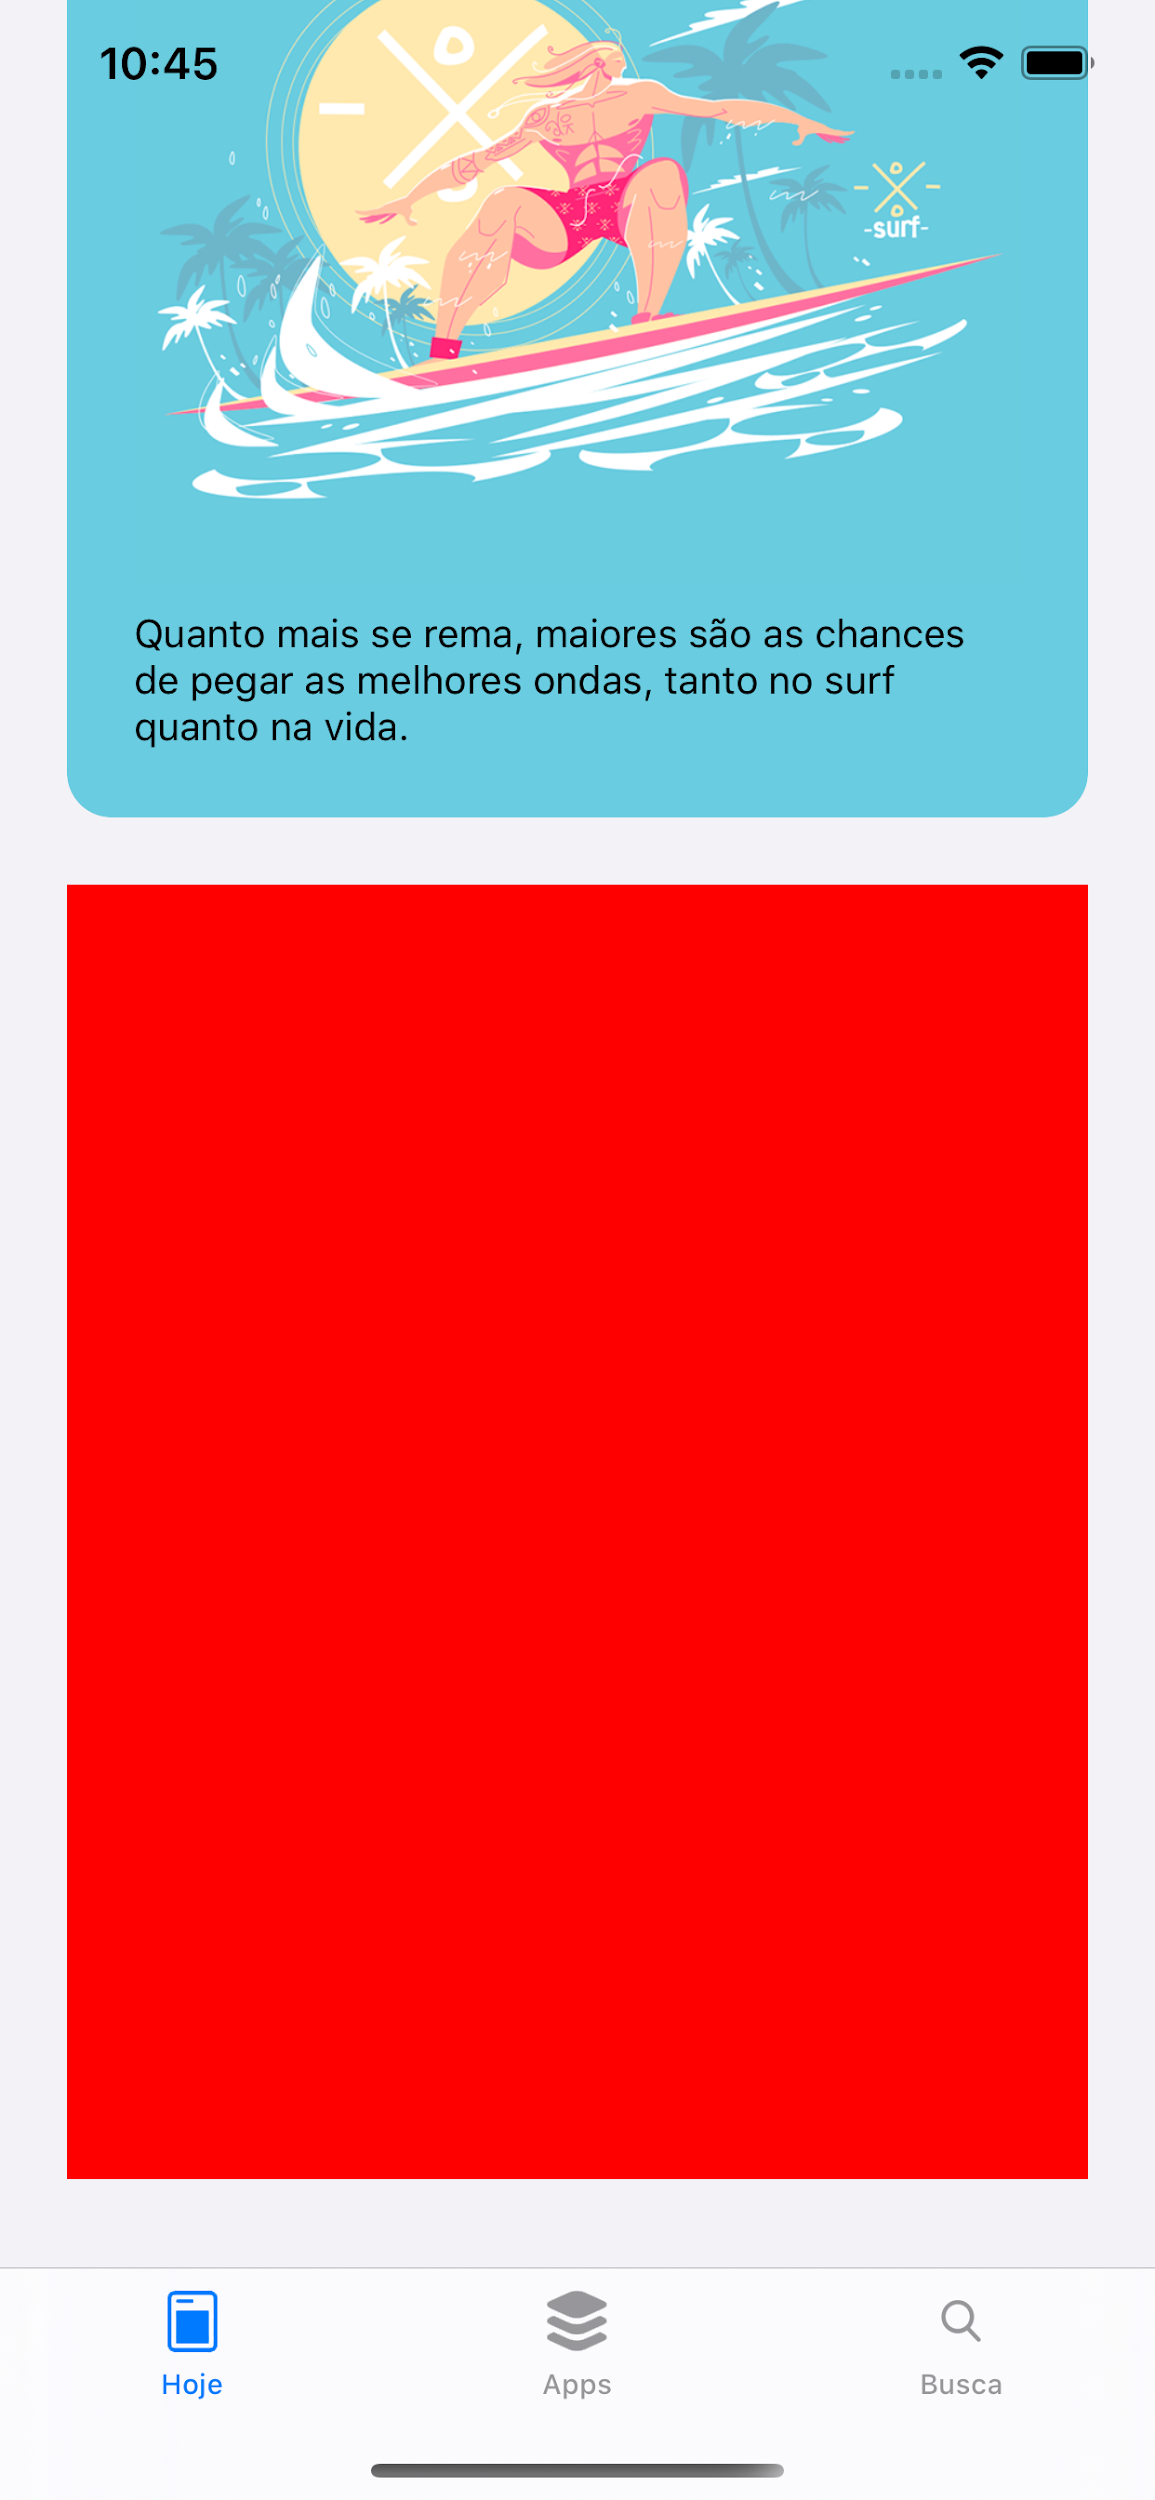 10:45
-surf-
Quanto mais se rema, maiores são as chances
de pegar as melhores ondas, tanto no surf
quanto na vida.
Hoje
Apps
Busca